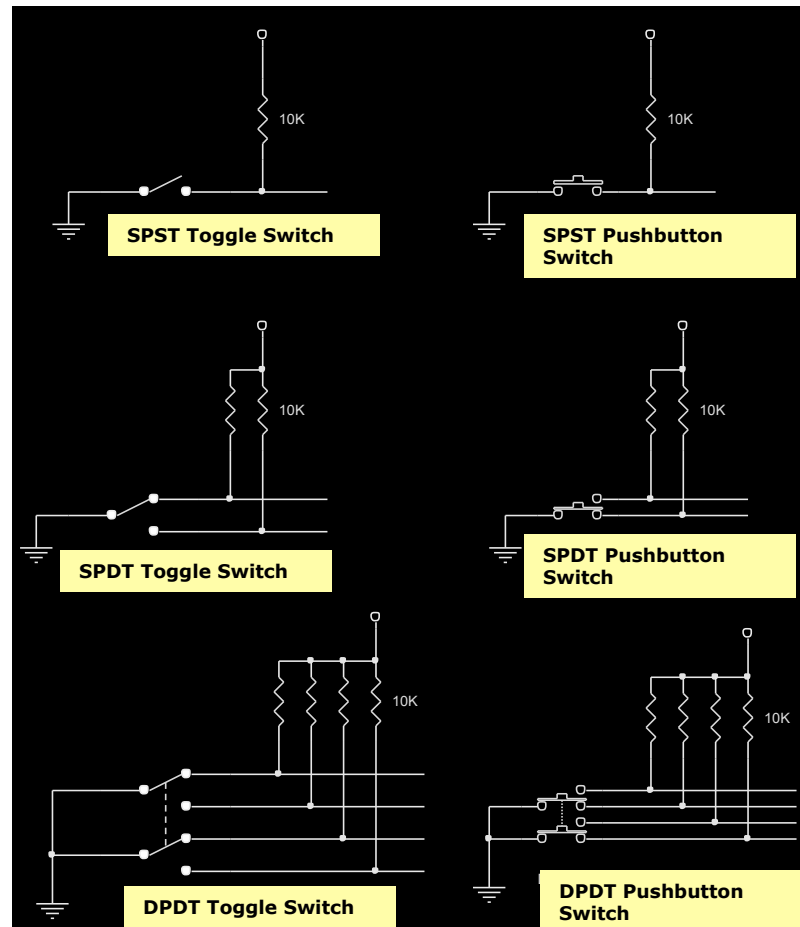 10K
10K
SPST Toggle Switch
SPST Pushbutton
Switch
10K
10K
SPDT Toggle Switch
SPDT Pushbutton
Switch
10K
10K
DPDT Toggle Switch
DPDT Pushbutton
Switch